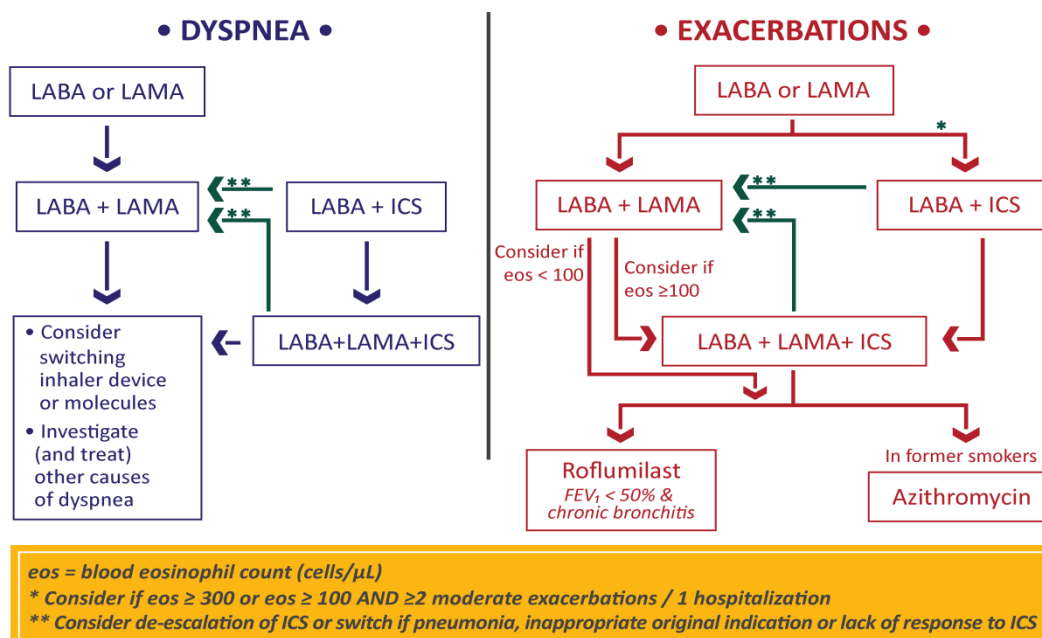 • DYSPNEA •
LABA or LAMA
LABA + LAMA
**
**
LABA + ICS
• Consider
switching
inhaler device
or molecules
• Investigate
(and treat)
other causes
of dyspnea
LABA+LAMA+ICS
• EXACERBATIONS •
LABA or LAMA
*
LABA + LAMA
**
**
LABA + ICS
Consider if
eos < 100
Consider if
eos ≥100
LABA + LAMA+ ICS
Roflumilast
FEV₁ < 50% &
chronic bronchitis
In former smokers
Azithromycin
eos = blood eosinophil count (cells/µL)
* Consider if eos ≥ 300 or eos ≥ 100 AND ≥2 moderate exacerbations / 1 hospitalization
** Consider de-escalation of ICS or switch if pneumonia, inappropriate original indication or lack of response to ICS